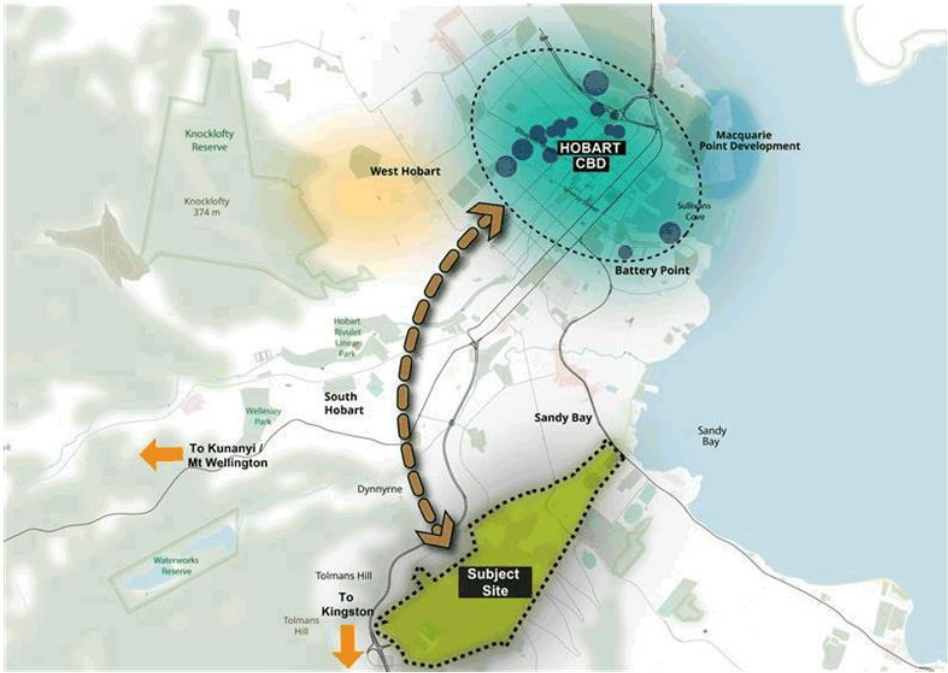 Knocklofty
Reserve
Knocklofty
374 m
West Hobart
HOBART
CBD
Macquarie
Point Development
Sullivans
Cove
Battery Point
Hobart
Rivulet
Linear
Park
South
Hobart
Wellesley
Park
Sandy Bay
Sandy
Bay
To Kunanyi /
Mt Wellington
Dynnyrne
Waterworks
Reserve
Tolmans Hill
To
Kingston
Tolmans
Hill
Subject
Site